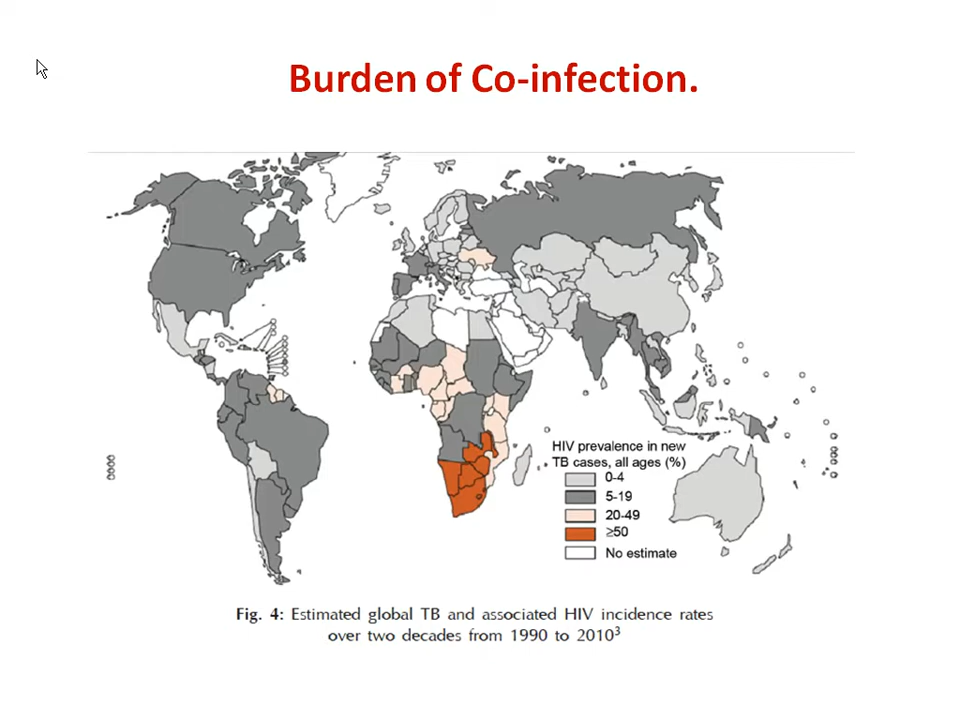 Burden of Co-infection.
HIV prevalence in new
TB cases, all ages (%)
0-4
5-19
20-49
≥50
No estimate
Fig. 4: Estimated global TB and associated HIV incidence rates
over two decades from 1990 to 2010³